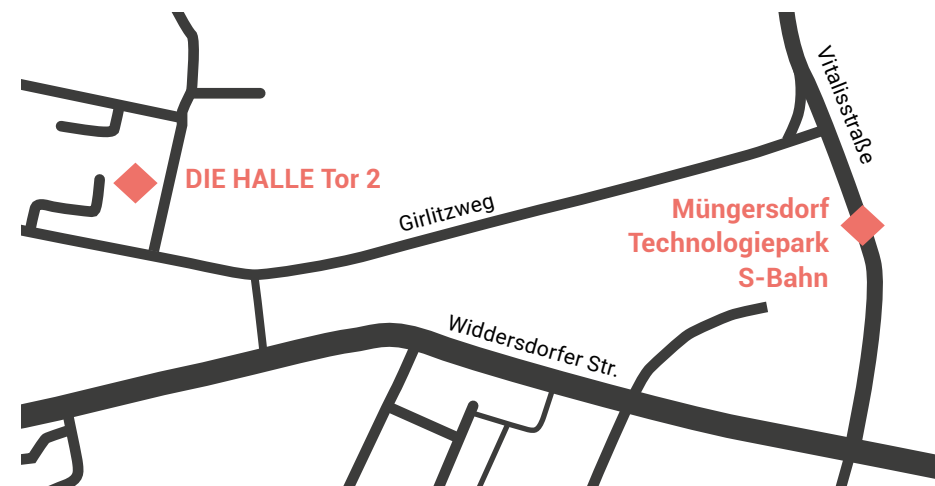 Vitalisstraße
DIE HALLE Tor 2
Girlitzweg
Müngersdorf
Technologiepark
S-Bahn
Widdersdorfer Str.